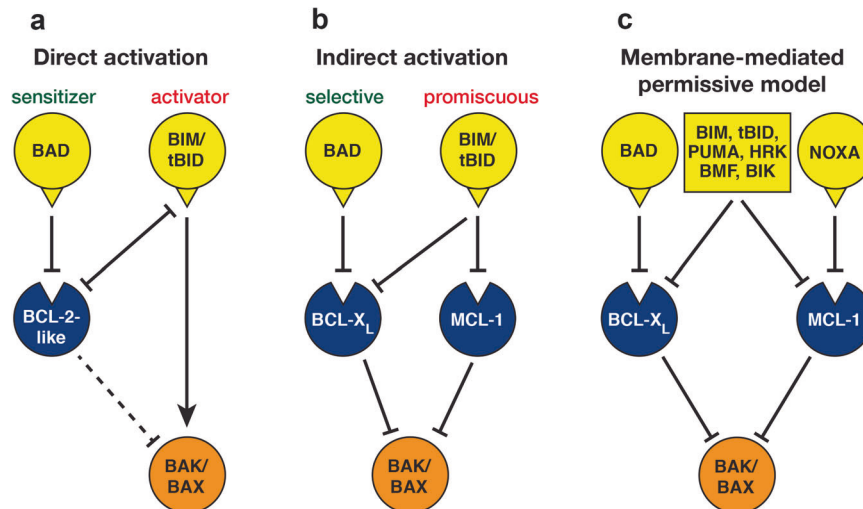 a
Direct activation
sensitizer
activator
BAD
BIM/
tBID
BCL-2-
like
BAK/
BAX
b
Indirect activation
selective
promiscuous
BAD
BIM/
tBID
BCL-XL
MCL-1
BAK/
BAX
c
Membrane-mediated
permissive model
BAD
BIM, tBID,
PUMA, HRK
BMF, BIK
NOXA
BCL-XL
MCL-1
BAK/
BAX